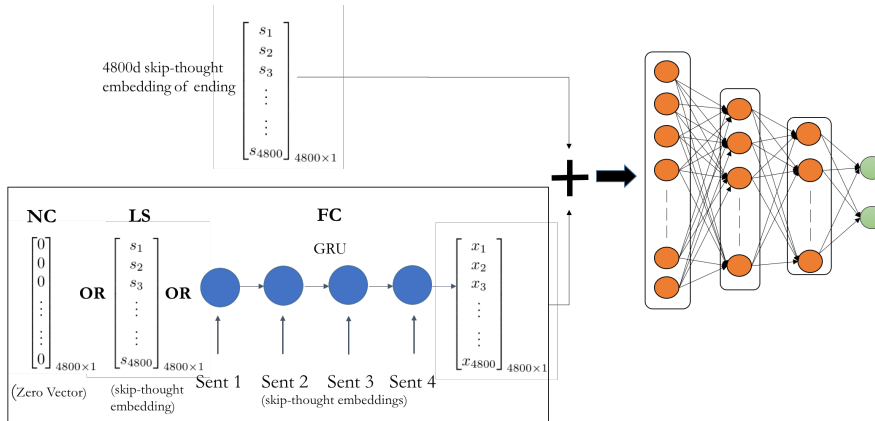 4800d skip-thought
embedding of ending
s1
s2
s3
⋮
⋮
s4800
4800×1
+
NC
LS
FC
GRU
0
0
0
⋮
⋮
0
4800×1
(Zero Vector)
OR
s1
s2
s3
⋮
⋮
s4800
4800×1
(skip-thought
embedding)
OR
Sent 1 Sent 2 Sent 3 Sent 4
(skip-thought embeddings)
x1
x2
x3
⋮
⋮
x4800
4800×1